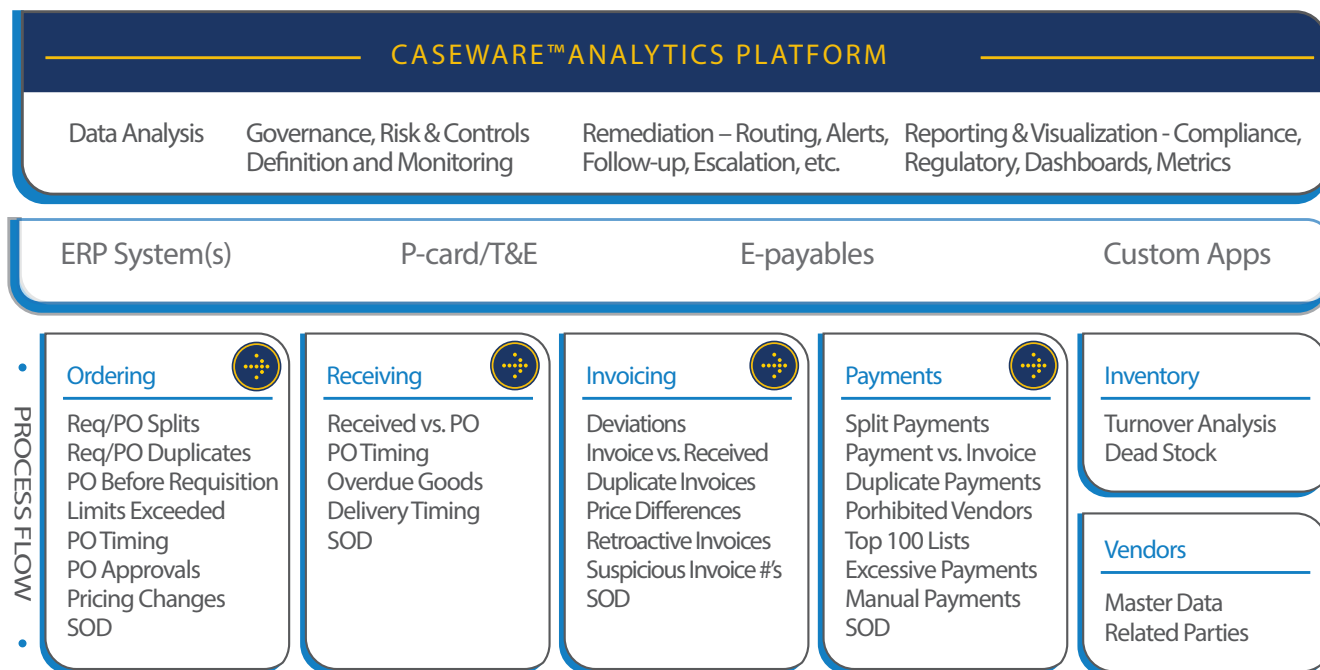 CASEWARE™ANALYTICS PLATFORM
Data Analysis
Governance, Risk & Controls
Definition and Monitoring
Remediation – Routing, Alerts,
Follow-up, Escalation, etc.
Reporting & Visualization - Compliance,
Regulatory, Dashboards, Metrics
ERP System(s)
P-card/T&E
E-payables
Custom Apps
PROCESS FLOW
Ordering
Req/PO Splits
Req/PO Duplicates
PO Before Requisition
Limits Exceeded
PO Timing
PO Approvals
Pricing Changes
SOD
Receiving
Received vs. PO
PO Timing
Overdue Goods
Delivery Timing
SOD
Invoicing
Deviations
Invoice vs. Received
Duplicate Invoices
Price Differences
Retroactive Invoices
Suspicious Invoice #'s
SOD
Payments
Split Payments
Payment vs. Invoice
Duplicate Payments
Porhibited Vendors
Top 100 Lists
Excessive Payments
Manual Payments
SOD
Inventory
Turnover Analysis
Dead Stock
Vendors
Master Data
Related Parties